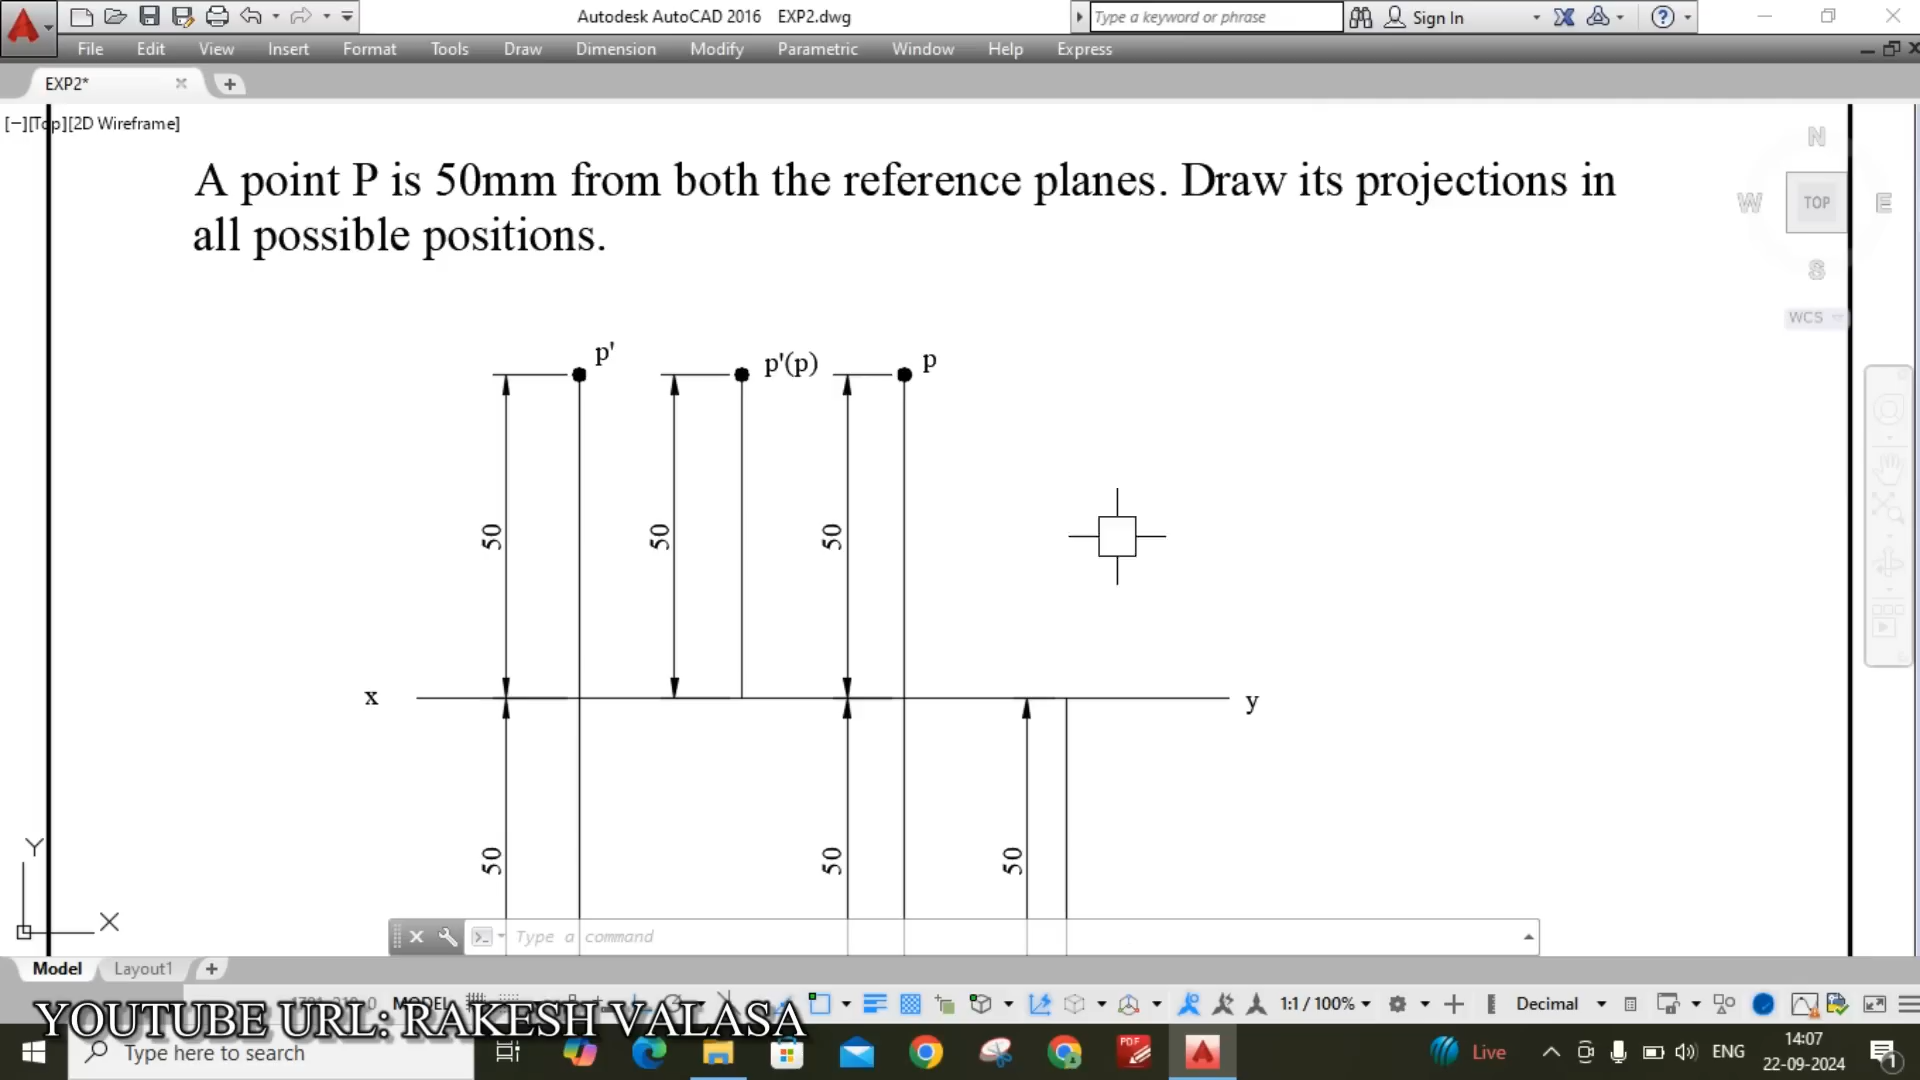 Autodesk AutoCAD 2016 EXP2.dwg
Type a keyword or phrase
Sign In
File Edit View Insert Format Tools Draw Dimension Modify Parametric Window Help Express
EXP2*
[−][Top][2D Wireframe]
N
W TOP E
S
WCS
A point P is 50mm from both the reference planes. Draw its projections in
all possible positions.
p' p'(p) p
50 50 50
x y
50 50 50
Y
X
Type a command
Model Layout1
MODEL 1:1 / 100% Decimal
YOUTUBE URL: RAKESH VALASA
Type here to search
PDF
Live
ENG
14:07
22-09-2024
1